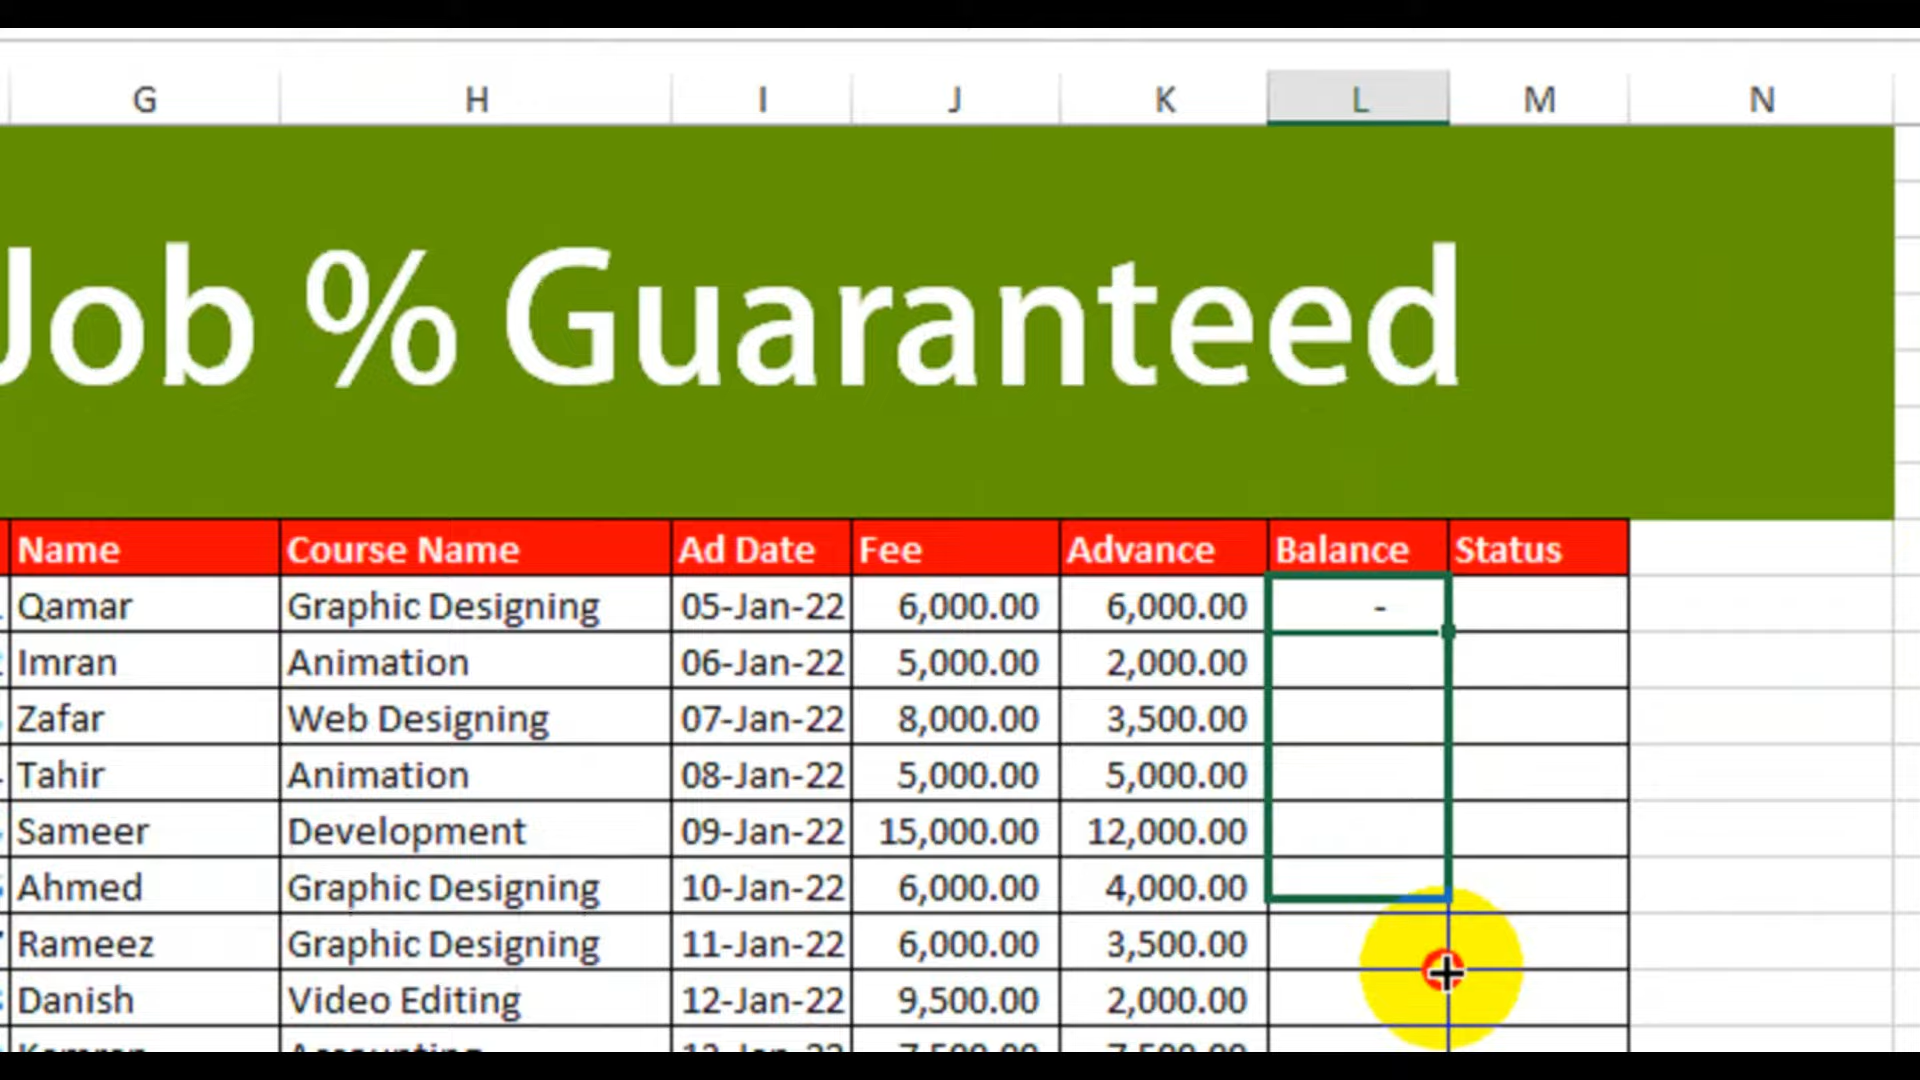 G H I J K L M N
Job % Guaranteed
Name Course Name Ad Date Fee Advance Balance Status
Qamar Graphic Designing 05-Jan-22 6,000.00 6,000.00 -
Imran Animation 06-Jan-22 5,000.00 2,000.00
Zafar Web Designing 07-Jan-22 8,000.00 3,500.00
Tahir Animation 08-Jan-22 5,000.00 5,000.00
Sameer Development 09-Jan-22 15,000.00 12,000.00
Ahmed Graphic Designing 10-Jan-22 6,000.00 4,000.00
Rameez Graphic Designing 11-Jan-22 6,000.00 3,500.00
Danish Video Editing 12-Jan-22 9,500.00 2,000.00